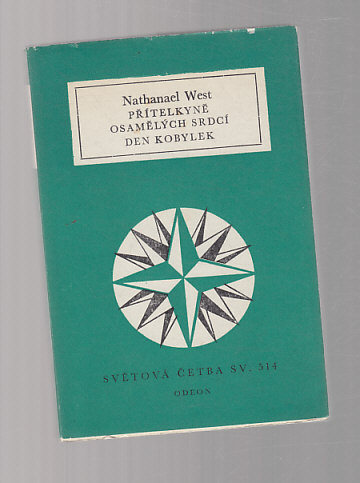 Nathanael West
PŘÍTELKYNĚ
OSAMĚLÝCH SRDCÍ
DEN KOBYLEK
SVĚTOVÁ ČETBA SV. 514
ODEON